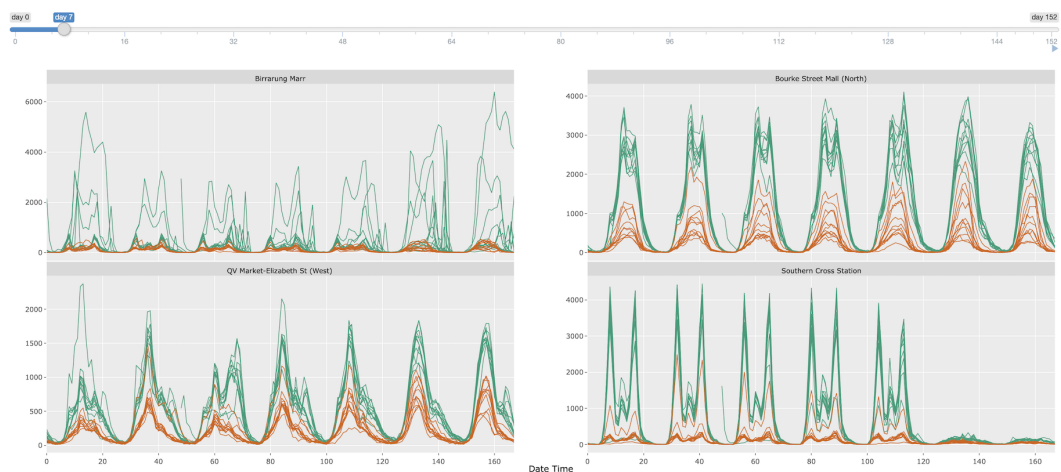 day 0 day 7 day 152
0 16 32 48 64 80 96 112 128 144 152
Birrarung Marr
6000
4000
2000
0
Bourke Street Mall (North)
4000
3000
2000
1000
0
QV Market-Elizabeth St (West)
2000
1500
1000
500
0
0 20 40 60 80 100 120 140 160
Southern Cross Station
4000
3000
2000
1000
0
0 20 40 60 80 100 120 140 160
Date Time